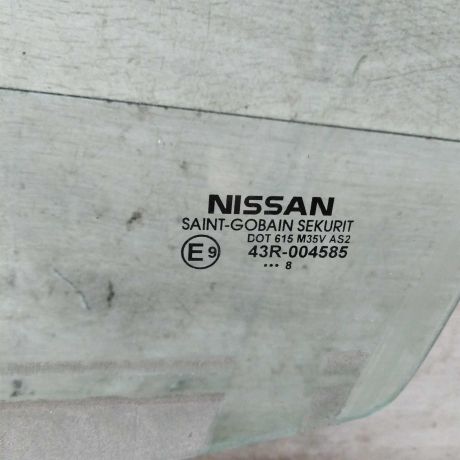 NISSAN
SAINT-GOBAIN SEKURIT
DOT 615 M35V AS2
E9 43R-004585
... 8